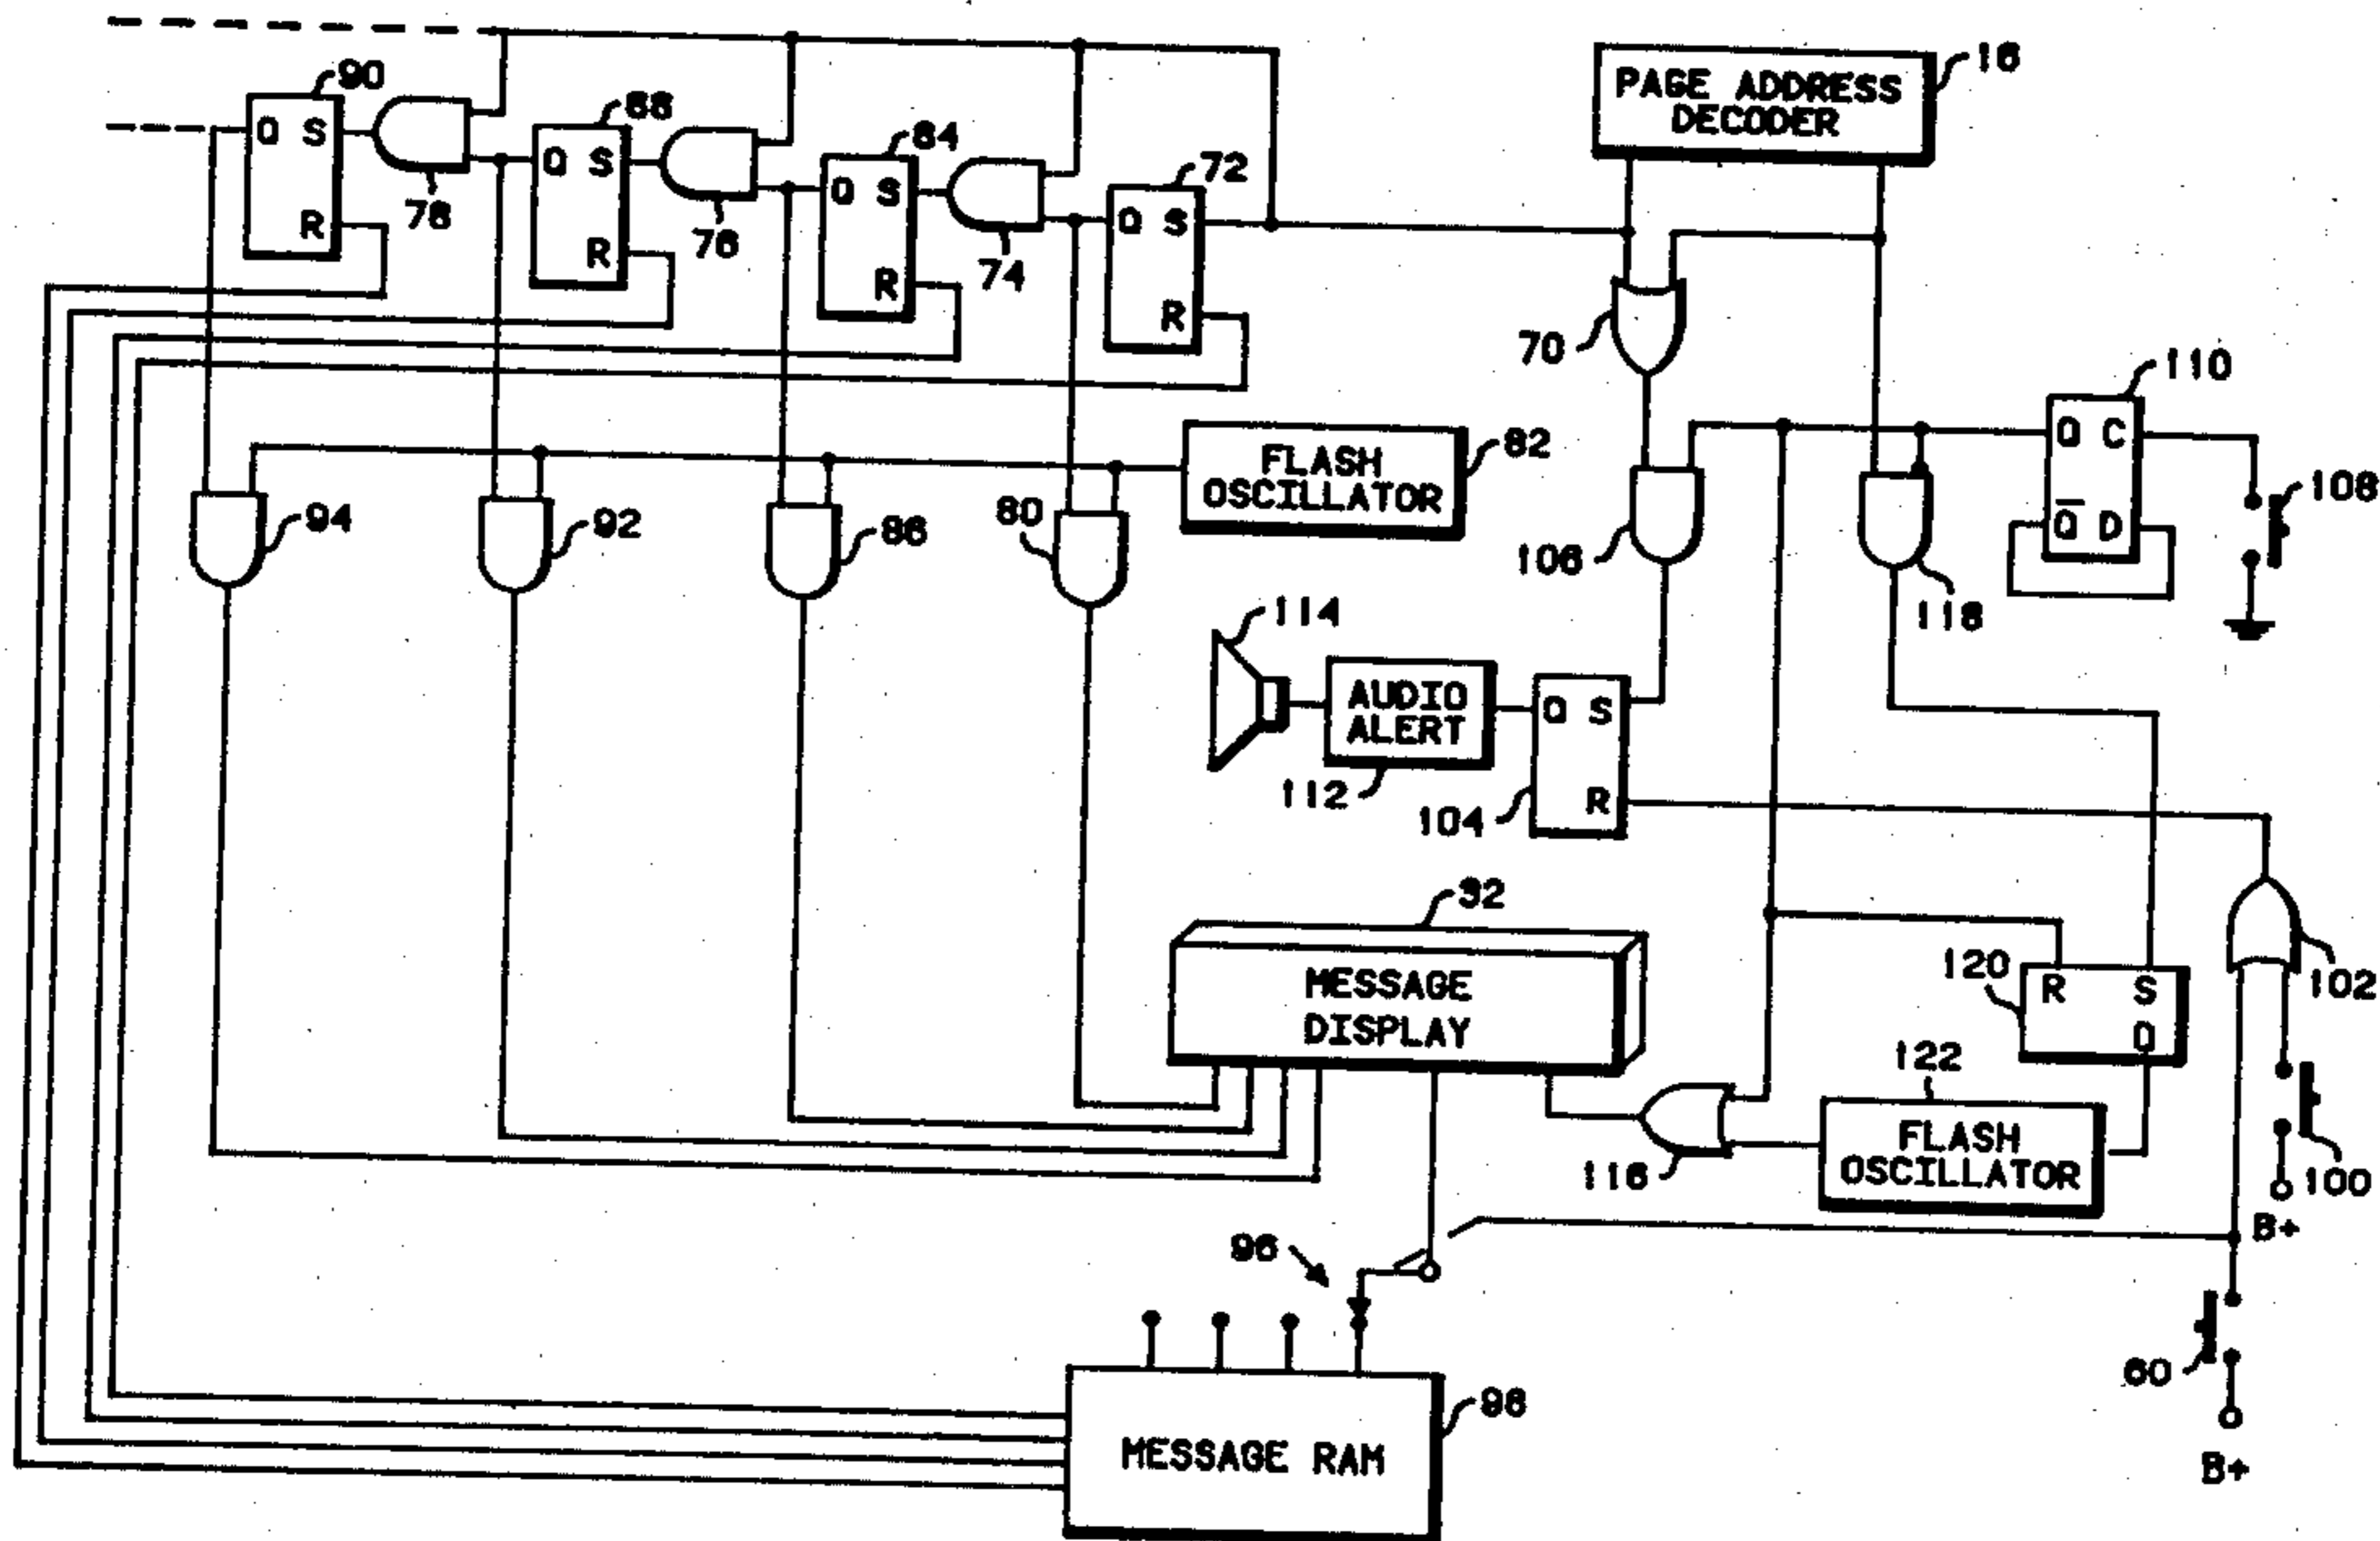 90
Q S
R
78
88
Q S
R
76
84
Q S
R
74
72
Q S
R
PAGE ADDRESS
DECODER
16
70
110
Q C
Q D
108
FLASH
OSCILLATOR
82
94
92
86
80
106
118
114
AUDIO
ALERT
112
Q S
R
104
32
MESSAGE
DISPLAY
120
R S
Q
102
122
FLASH
OSCILLATOR
116
100
B+
96
60
B+
MESSAGE RAM
98